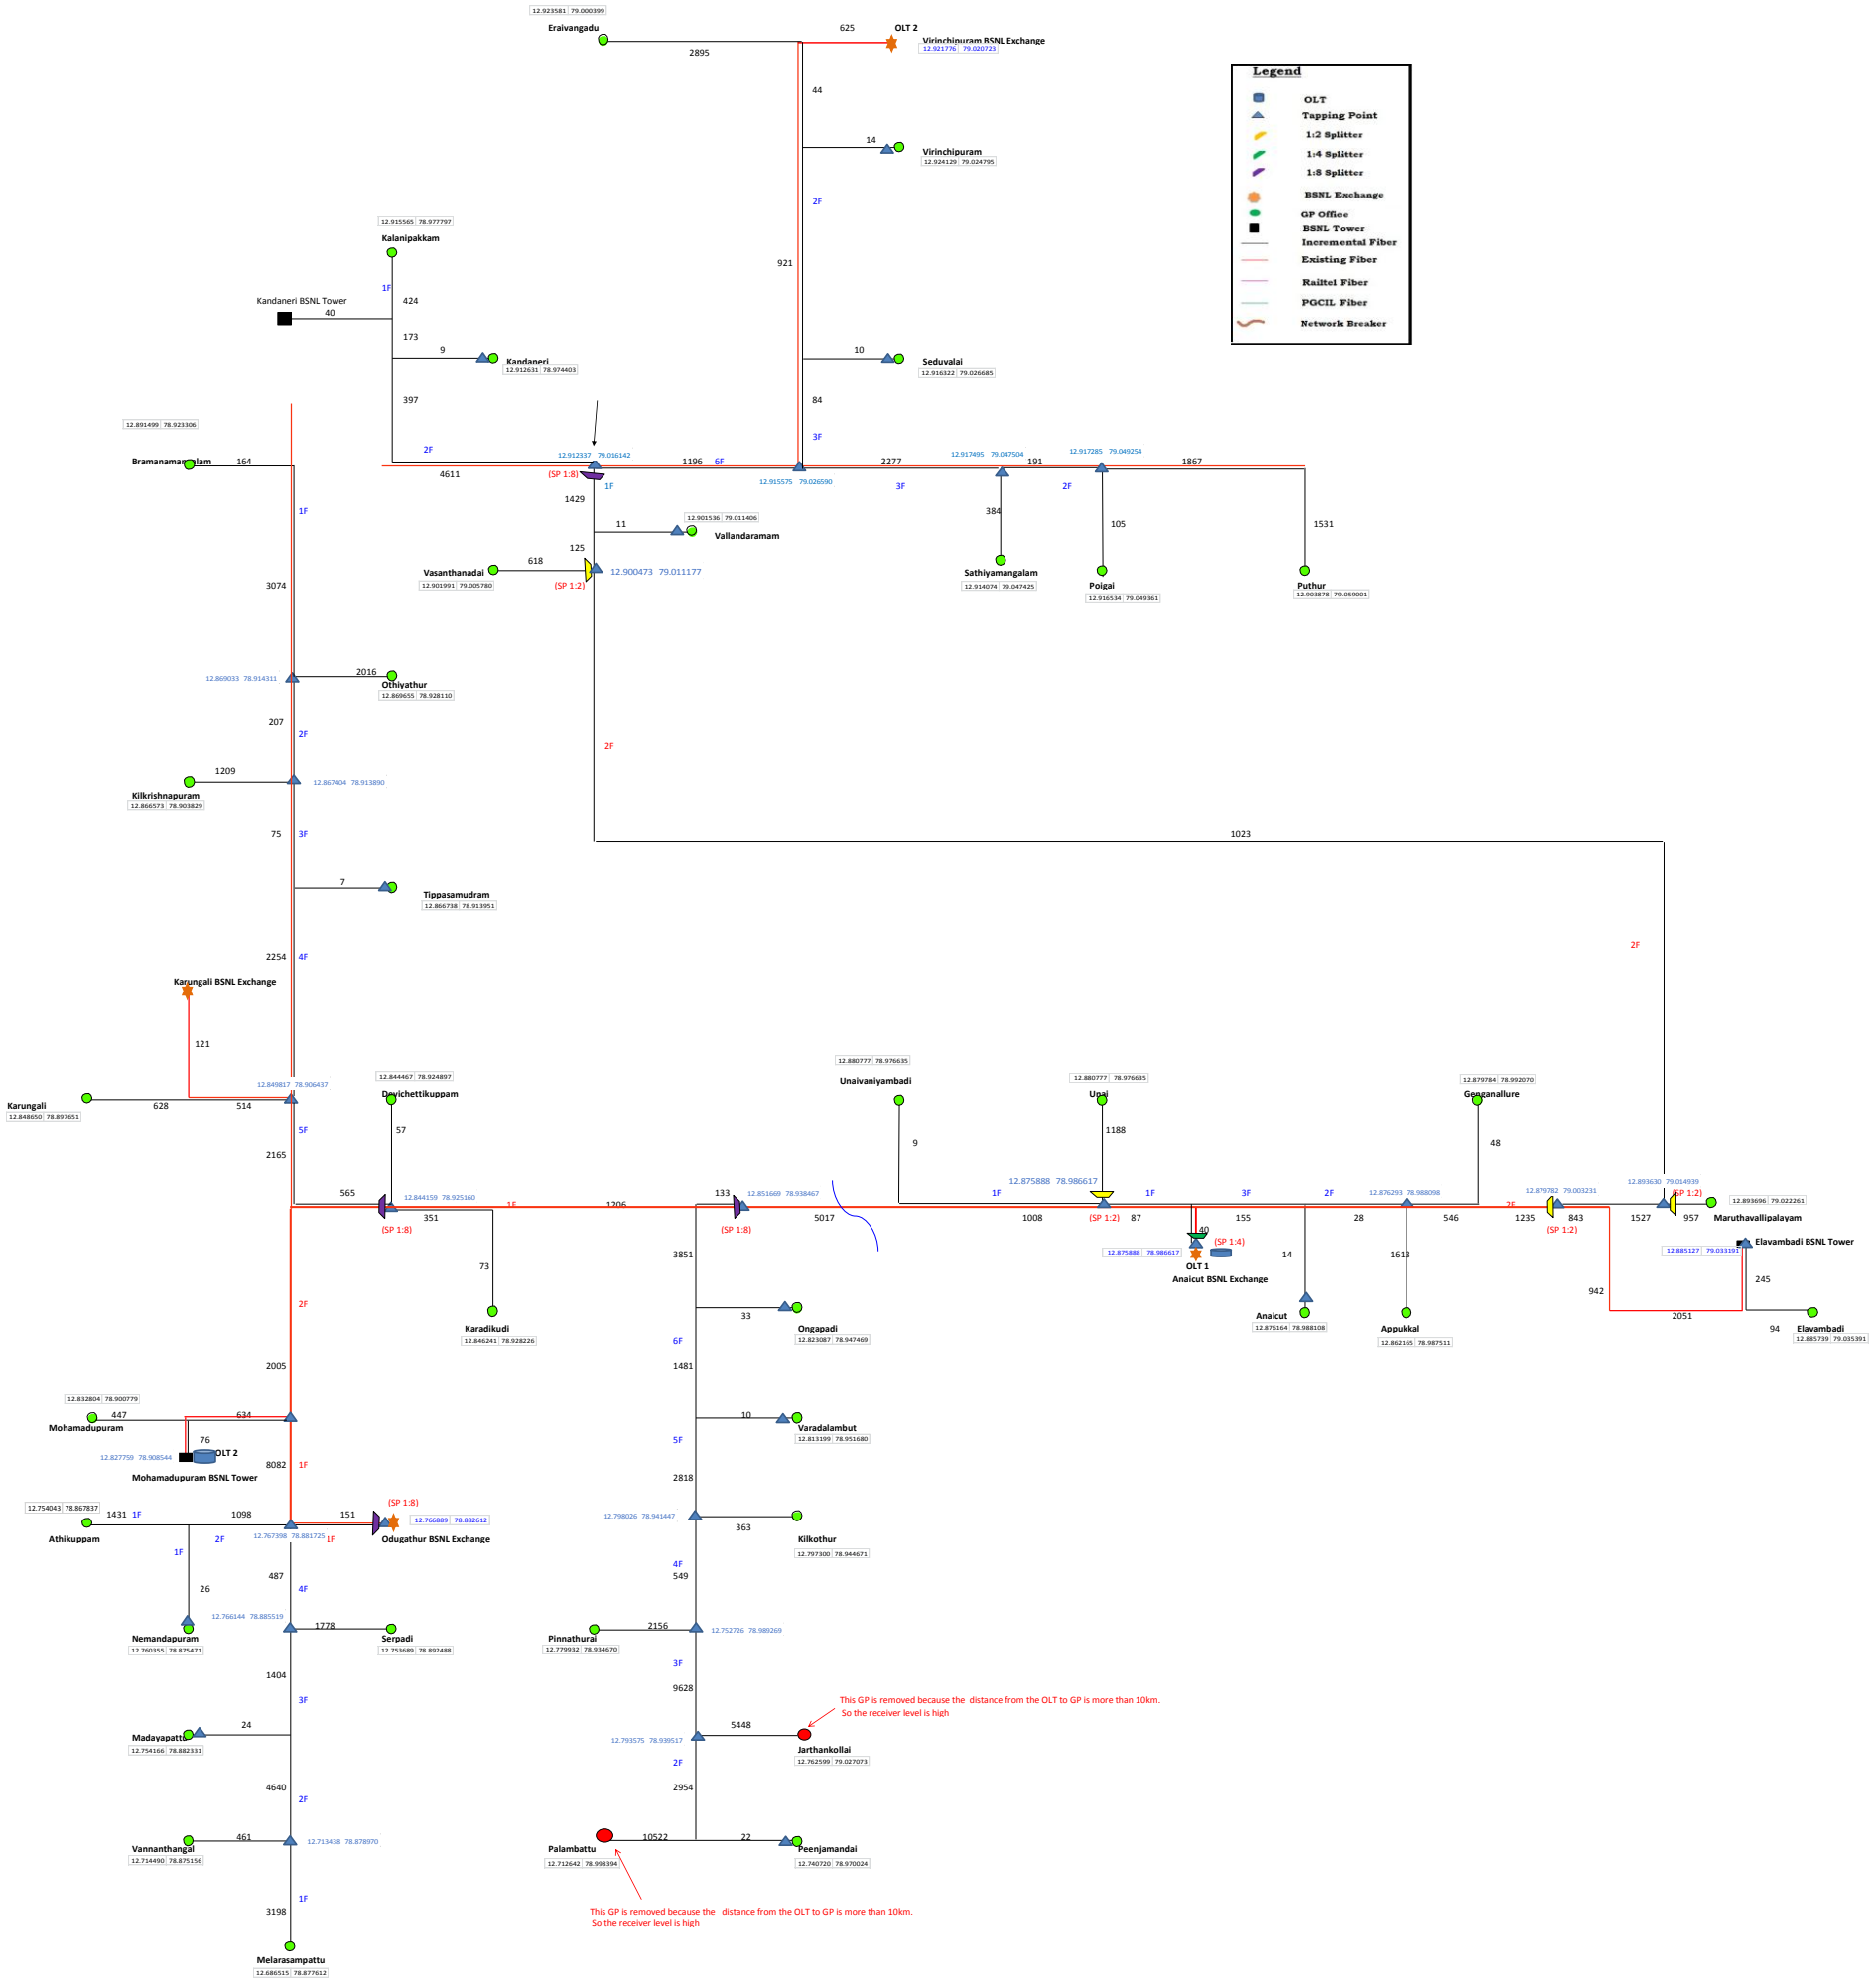 12.923581 79.000399
Eraivangadu
2895
625
OLT 2
Virinchipuram BSNL Exchange
12.921776 79.020723
44
14
Virinchipuram
12.924129 79.024795
2F
921
10
Seduvalai
12.916322 79.026685
84
3F
Legend
OLT
Tapping Point
1:2 Splitter
1:4 Splitter
1:8 Splitter
BSNL Exchange
GP Office
BSNL Tower
Incremental Fiber
Existing Fiber
Railtel Fiber
PGCIL Fiber
Network Breaker
12.915565 78.977797
Kalanipakkam
1F
424
Kandaneri BSNL Tower
40
173
9
Kandaneri
12.912631 78.974403
397
2F
4611
(SP 1:8)
12.912337 79.016142
1196
6F
12.915575 79.026590
2277
3F
12.917495 79.047504
191
2F
12.917285 79.049254
1867
1F
1429
11
12.901536 79.011406
Vallandaramam
125
618
Vasanthanadai
12.901991 79.005780
(SP 1:2)
12.900473 79.011177
384
Sathiyamangalam
12.914074 79.047425
105
Poigai
12.916534 79.049361
1531
Puthur
12.903878 79.059001
2F
1023
2F
12.891499 78.923306
Bramanamangalam
164
1F
3074
12.869033 78.914311
2016
Othiyathur
12.869655 78.928110
207
2F
1209
Kilkrishnapuram
12.866573 78.903829
12.867404 78.913890
75
3F
7
Tippasamudram
12.866738 78.913951
2254
4F
Karungali BSNL Exchange
121
12.849817 78.906437
Karungali
12.848650 78.897651
628
514
5F
2165
12.844467 78.924897
Devichettikuppam
57
565
12.844159 78.925160
(SP 1:8)
351
1F
1206
73
Karadikudi
12.846241 78.928226
133
12.851669 78.938467
(SP 1:8)
5017
12.880777 78.976635
Unaivaniyambadi
9
1F
1008
12.880777 78.976635
Unai
1188
12.875888 78.986617
(SP 1:2)
1F
87
40
(SP 1:4)
12.875888 78.986617
OLT 1
Anaicut BSNL Exchange
3F
155
14
Anaicut
12.876164 78.988108
2F
28
12.876293 78.988098
1613
Appukkal
12.862165 78.987511
12.879784 78.992070
Genganallure
48
546
2F
1235
12.879782 79.003231
(SP 1:2)
843
1527
12.893630 79.014939
(SP 1:2)
957
12.893696 79.022261
Maruthavallipalayam
942
2051
12.885127 79.033191
Elavambadi BSNL Tower
245
94
Elavambadi
12.885739 79.035391
2F
2005
12.832804 78.900779
Mohamadupuram
447
634
76
OLT 2
12.827759 78.908544
Mohamadupuram BSNL Tower
8082
1F
12.754043 78.867837
Athikuppam
1431
1F
1098
2F
151
(SP 1:8)
12.766889 78.882612
Odugathur BSNL Exchange
12.767398 78.881725
1F
1F
26
Nemandapuram
12.760355 78.875471
487
4F
12.766144 78.885519
1778
Serpadi
12.753689 78.892488
1404
3F
24
Madayapattu
12.754166 78.882331
4640
2F
461
Vannanthangal
12.714490 78.875156
12.713438 78.878970
1F
3198
Melarasampattu
12.686515 78.877612
3851
33
Ongapadi
12.823087 78.947469
6F
1481
10
Varadalambut
12.813199 78.951680
5F
2818
12.798026 78.941447
363
Kilkothur
12.797300 78.944671
4F
549
2156
Pinnathurai
12.779932 78.934670
12.752726 78.989269
3F
9628
This GP is removed because the distance from the OLT to GP is more than 10km.
So the receiver level is high
5448
Jarthankollai
12.762599 79.027073
12.793575 78.939517
2F
2954
10522
22
Palambattu
12.712642 78.998394
Peenjamandai
12.740720 78.970024
This GP is removed because the distance from the OLT to GP is more than 10km.
So the receiver level is high